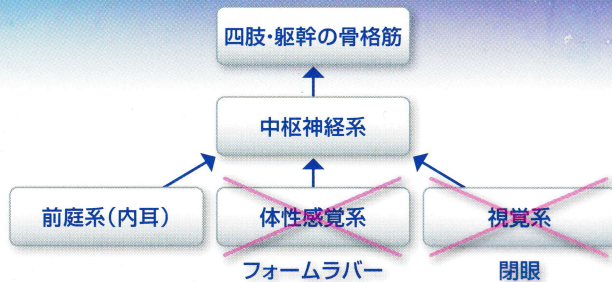 四肢・躯幹の骨格筋
中枢神経系
前庭系(内耳)
体性感覚系
視覚系
フォームラバー
閉眼